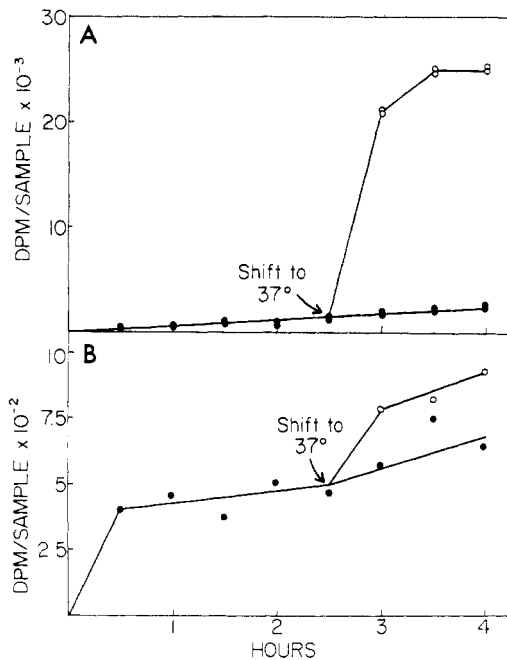 A
DPM/SAMPLE x 10-3
30
20
10
Shift to
37°
B
DPM/SAMPLE x 10-2
10
7.5
5
2.5
Shift to
37°
1
2
3
4
HOURS